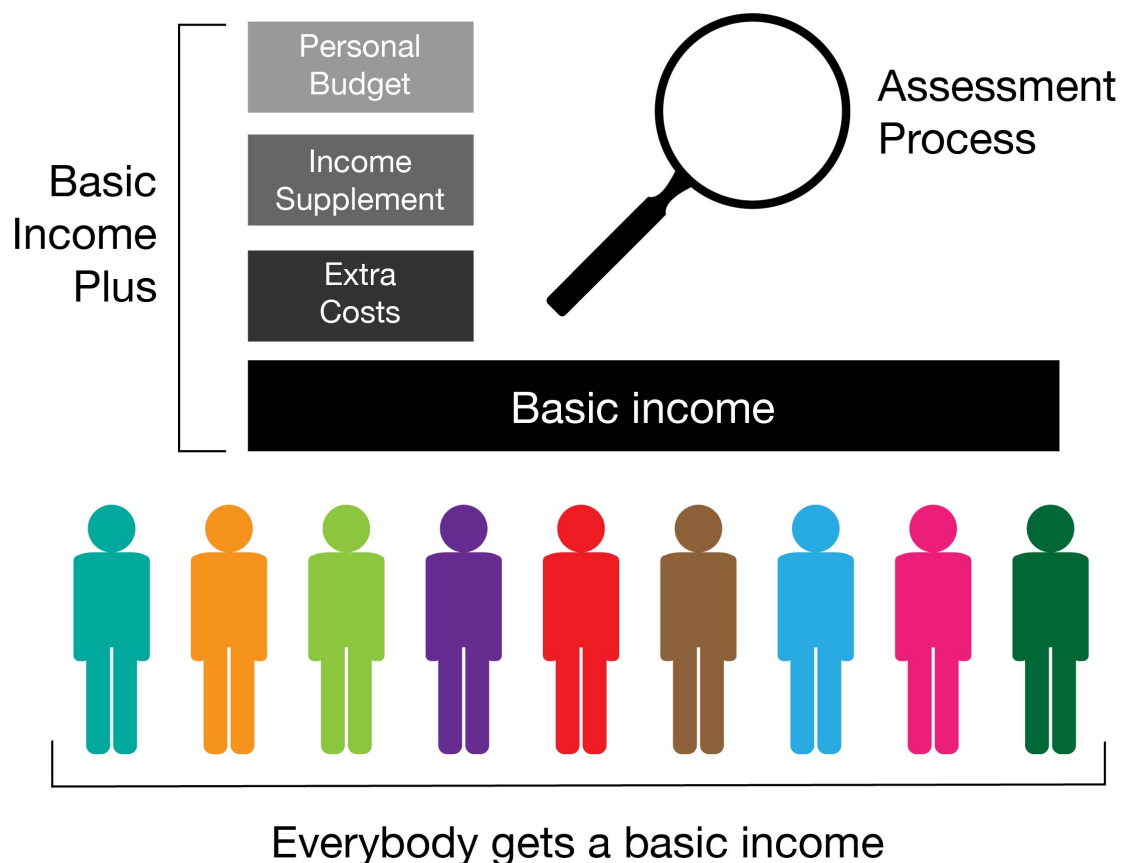 Personal
Budget
Assessment
Process
Income
Supplement
Basic
Income
Plus
Extra
Costs
Basic income
Everybody gets a basic income